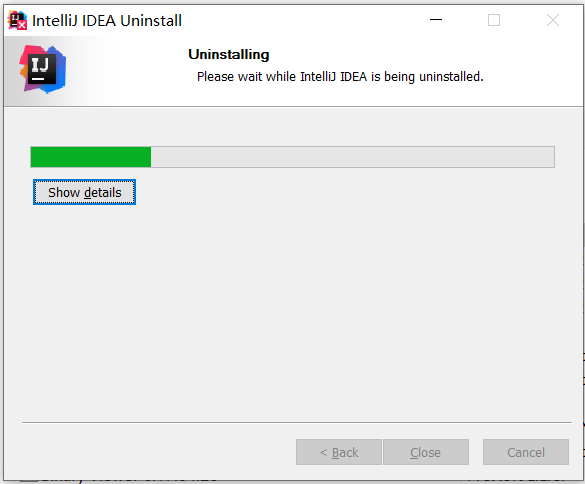 IntelliJ IDEA Uninstall
IJ
Uninstalling
Please wait while IntelliJ IDEA is being uninstalled.
Show details
< Back
Close
Cancel